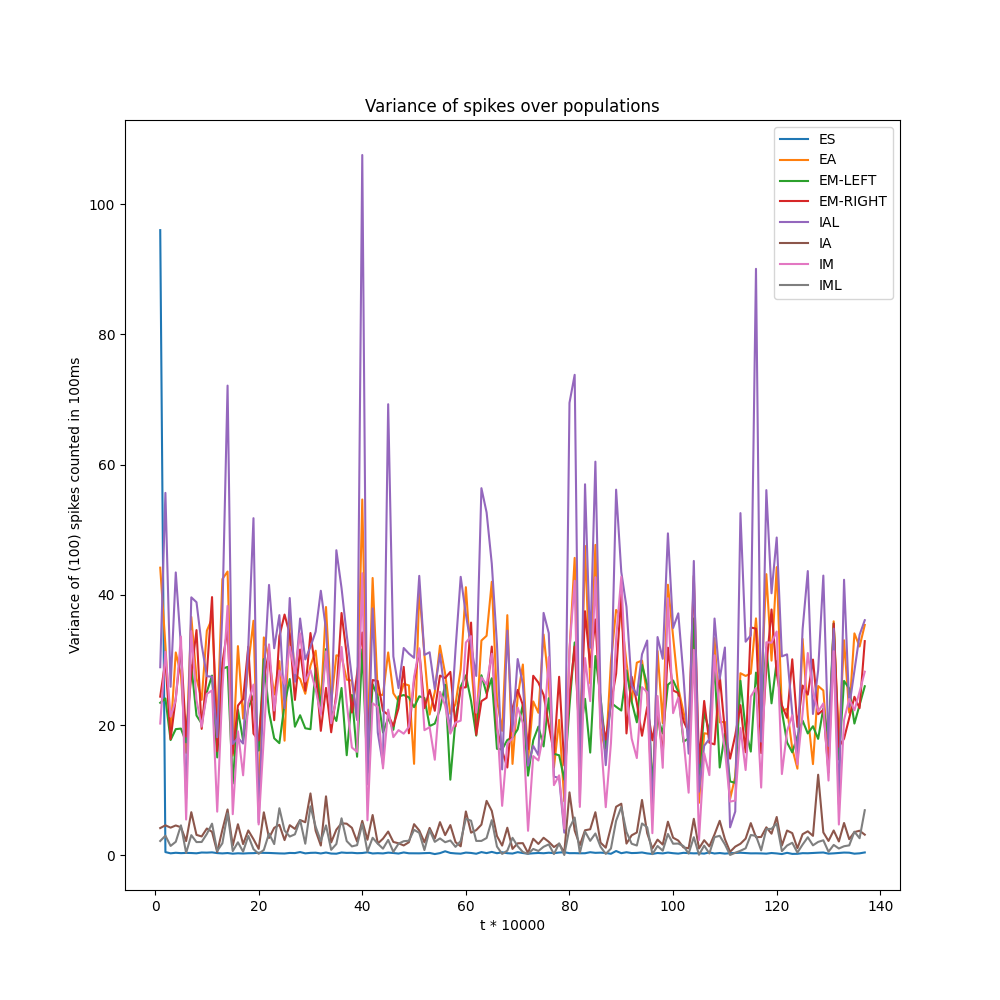 Variance of spikes over populations
ES
EA
EM-LEFT
EM-RIGHT
IAL
IA
IM
IML
100
80
60
40
20
0
Variance of (100) spikes counted in 100ms
0 20 40 60 80 100 120 140
t * 10000